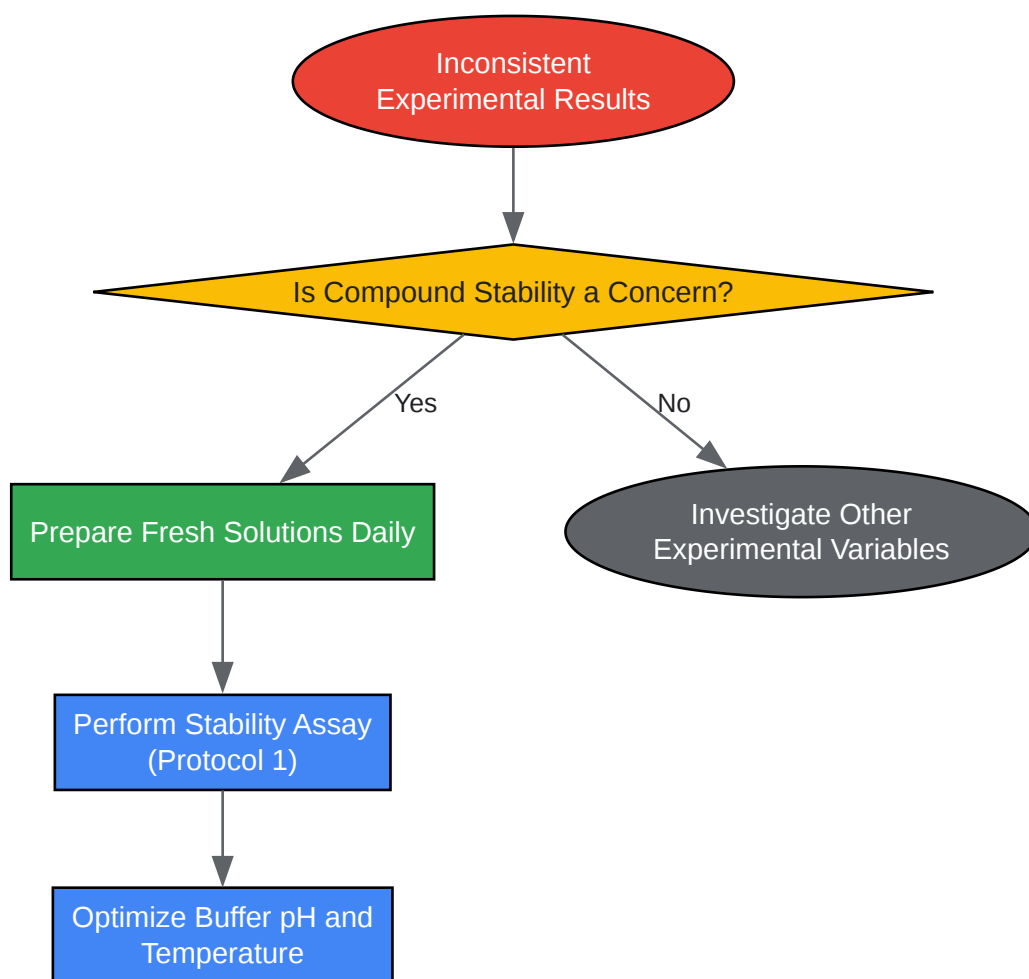 Inconsistent
Experimental Results
Is Compound Stability a Concern?
Yes
No
Prepare Fresh Solutions Daily
Investigate Other
Experimental Variables
Perform Stability Assay
(Protocol 1)
Optimize Buffer pH and
Temperature